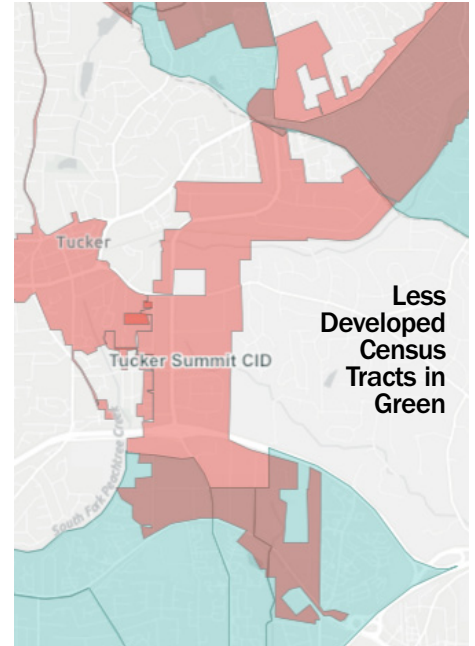 Tucker
Less
Developed
Census
Tracts in
Green
Tucker Summit CID
South Fork Peachtree Creek